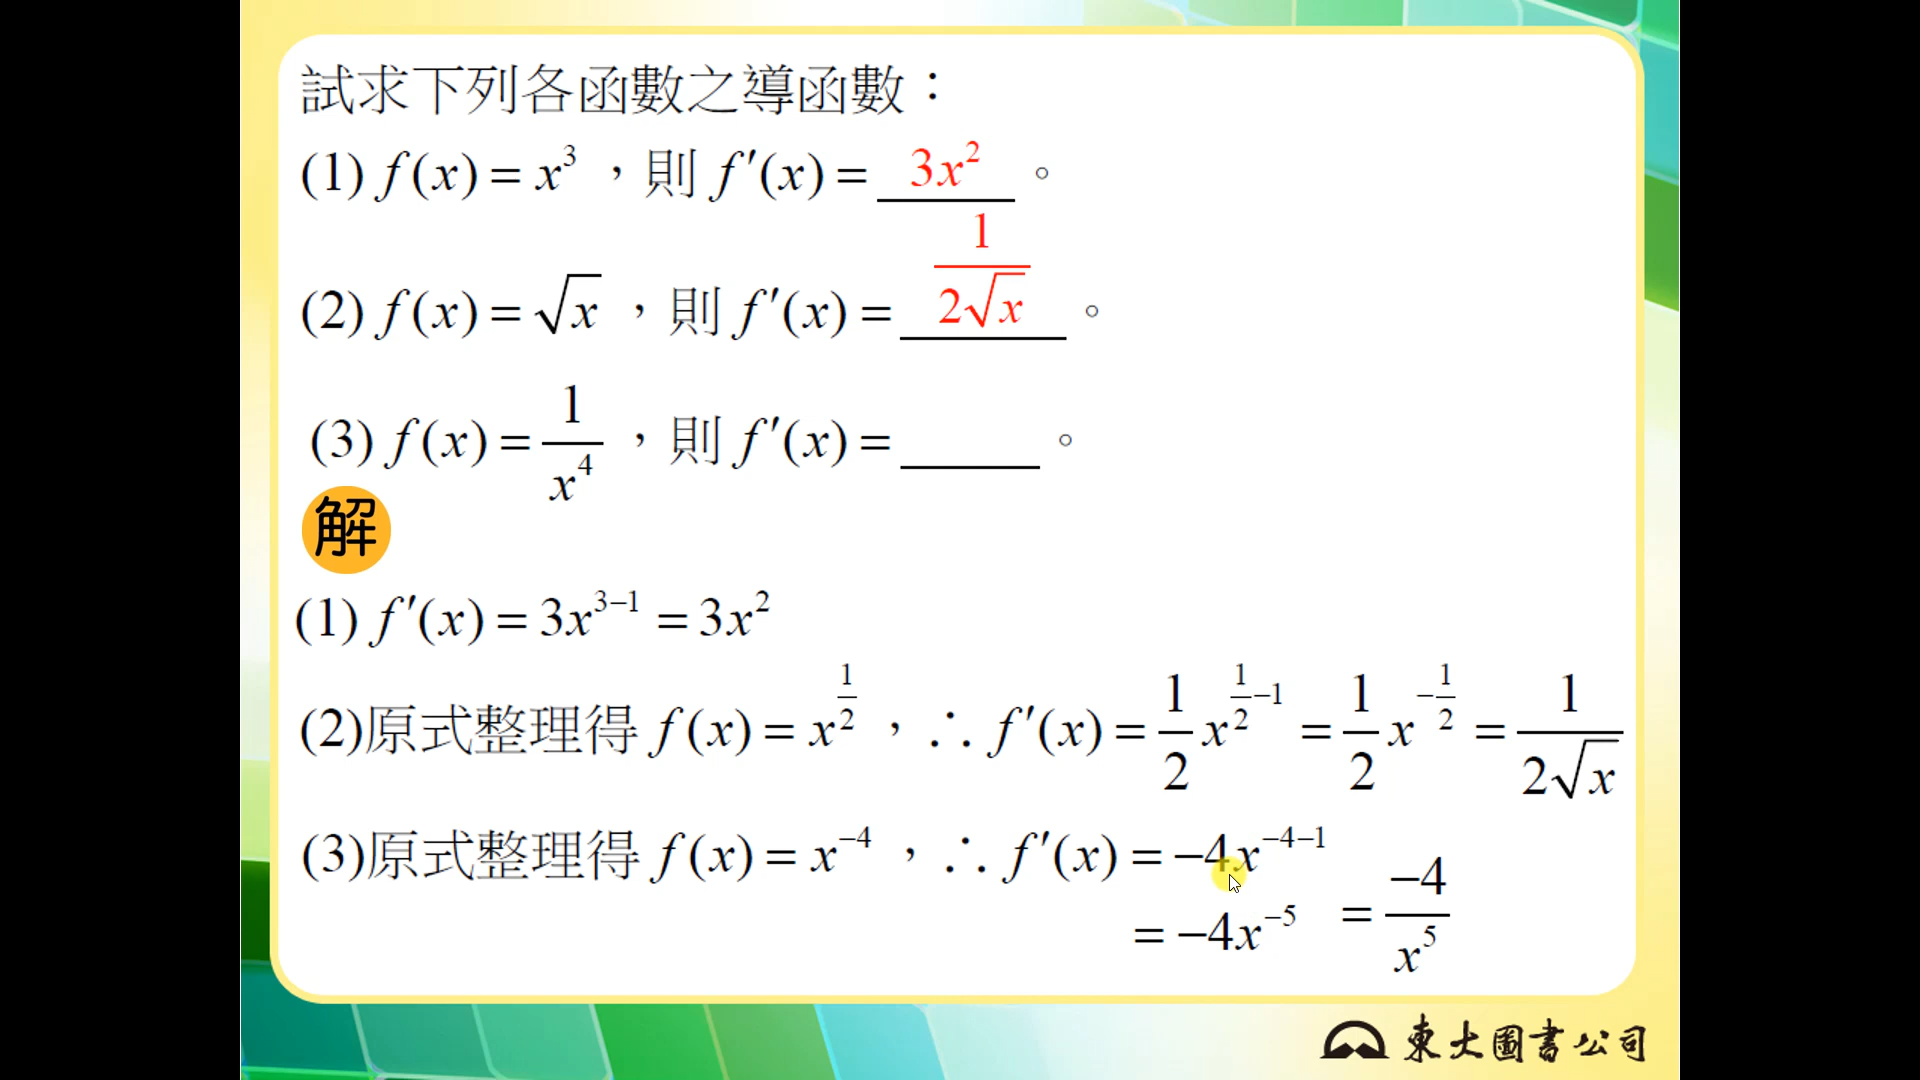 試求下列各函數之導函數：
(1) f(x) = x³ ，則 f′(x) = 3x² 。
(2) f(x) = √x ，則 f′(x) = 1/(2√x) 。
(3) f(x) = 1/x⁴ ，則 f′(x) = _____ 。
解
(1) f′(x) = 3x³⁻¹ = 3x²
(2)原式整理得 f(x) = x^(1/2) ，∴ f′(x) = 1/2 x^(1/2−1) = 1/2 x^(−1/2) = 1/(2√x)
(3)原式整理得 f(x) = x⁻⁴ ，∴ f′(x) = −4x⁻⁴⁻¹
= −4x⁻⁵ = −4/x⁵
東大圖書公司